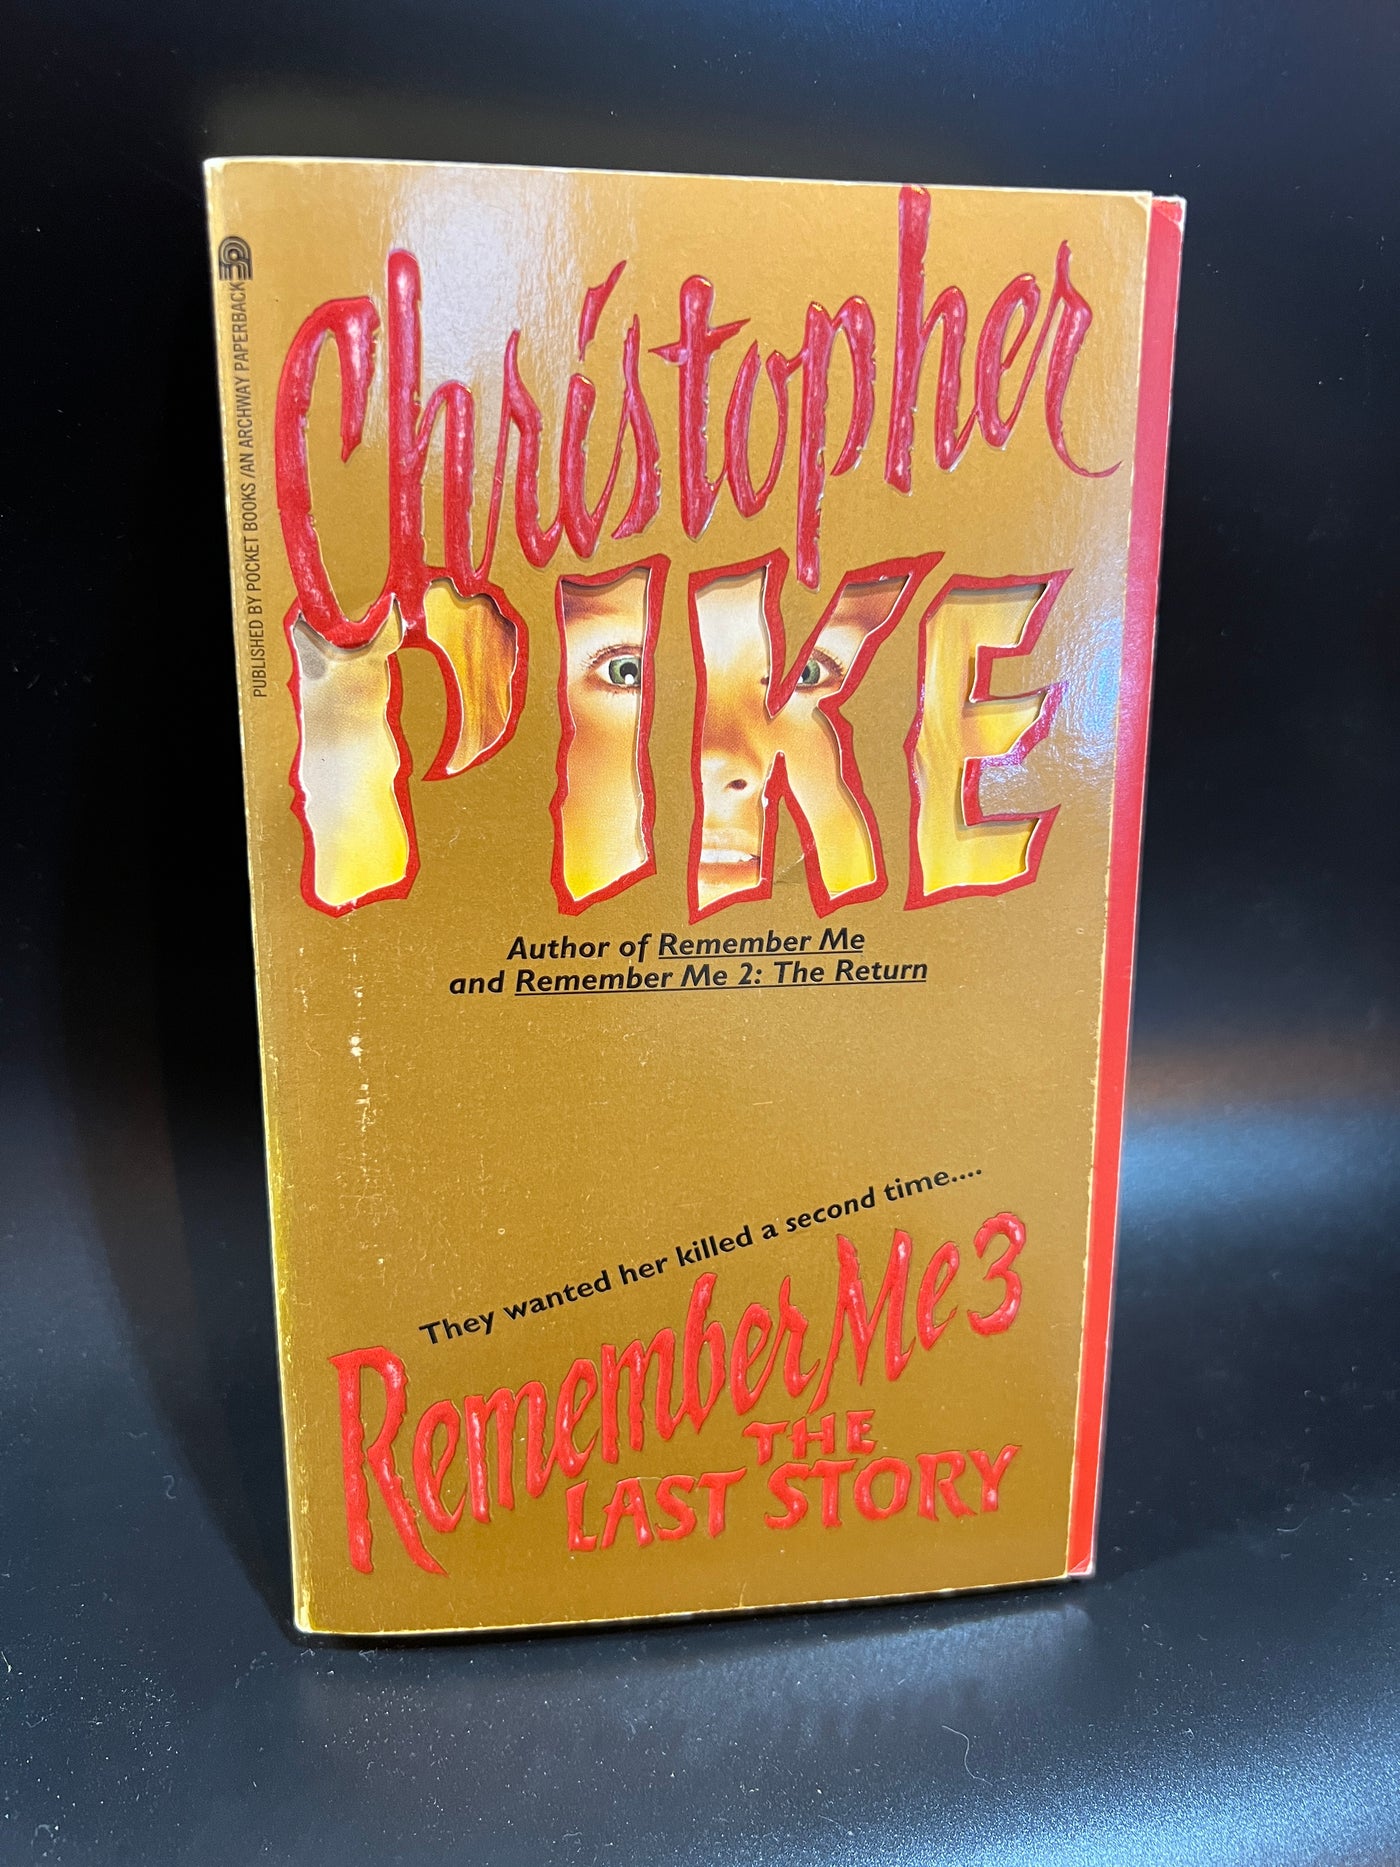 PUBLISHED BY POCKET BOOKS / AN ARCHWAY PAPERBACK
Christopher
PIKE
Author of Remember Me
and Remember Me 2: The Return
They wanted her killed a second time....
Remember Me 3
THE
LAST STORY